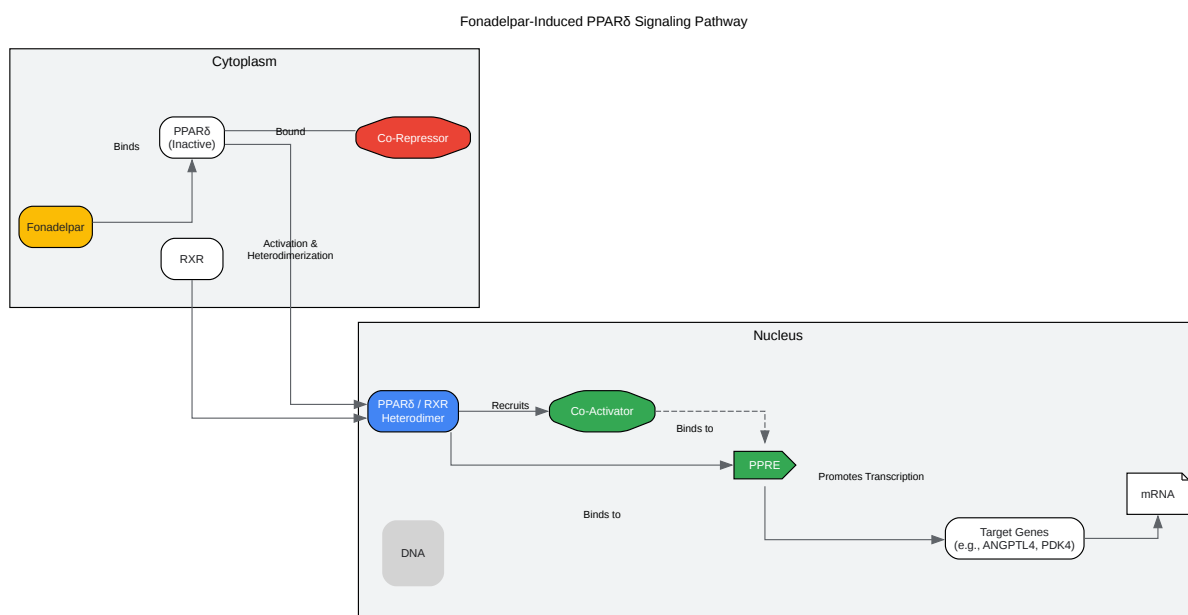 Fonadelpar-Induced PPARδ Signaling Pathway
Cytoplasm
PPARδ
(Inactive)
Bound
Co-Repressor
Binds
Fonadelpar
RXR
Activation &
Heterodimerization
Nucleus
PPARδ / RXR
Heterodimer
Recruits
Co-Activator
Binds to
PPRE
Promotes Transcription
mRNA
Binds to
DNA
Target Genes
(e.g., ANGPTL4, PDK4)